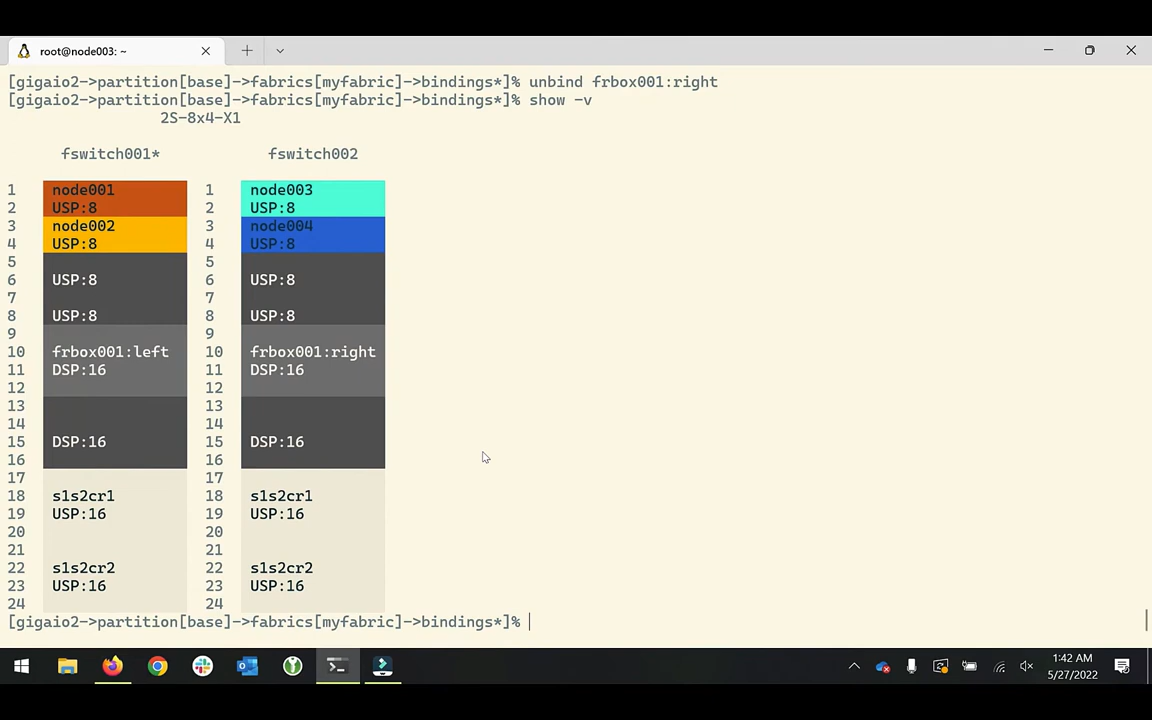 root@node003: ~
[gigaio2->partition[base]->fabrics[myfabric]->bindings*]% unbind frbox001:right
[gigaio2->partition[base]->fabrics[myfabric]->bindings*]% show -v
2S-8x4-X1
fswitch001* fswitch002
1 node001 1 node003
2 USP:8 2 USP:8
3 node002 3 node004
4 USP:8 4 USP:8
5 5
6 USP:8 6 USP:8
7 7
8 USP:8 8 USP:8
9 9
10 frbox001:left 10 frbox001:right
11 DSP:16 11 DSP:16
12 12
13 13
14 14
15 DSP:16 15 DSP:16
16 16
17 17
18 s1s2cr1 18 s1s2cr1
19 USP:16 19 USP:16
20 20
21 21
22 s1s2cr2 22 s1s2cr2
23 USP:16 23 USP:16
24 24
[gigaio2->partition[base]->fabrics[myfabric]->bindings*]%
1:42 AM
5/27/2022